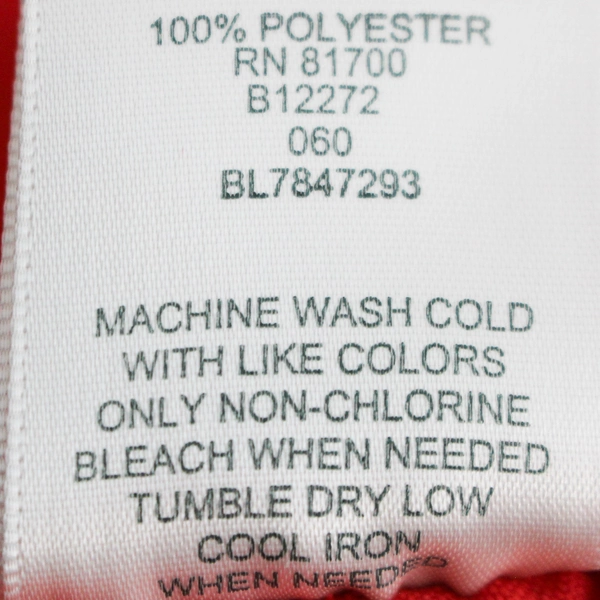 100% POLYESTER
RN 81700
B12272
060
BL7847293
MACHINE WASH COLD
WITH LIKE COLORS
ONLY NON-CHLORINE
BLEACH WHEN NEEDED
TUMBLE DRY LOW
COOL IRON
WHEN NEEDED